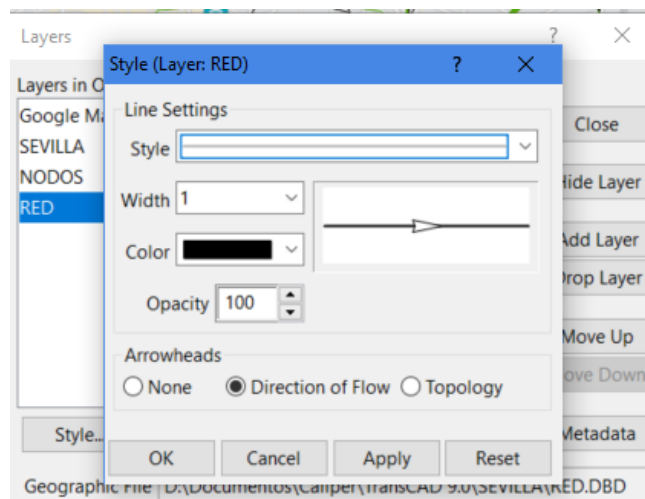 Layers ? ×
Style (Layer: RED) ? ×
Layers in O
Line Settings
Google Ma
Style
Close
SEVILLA
NODOS
Width 1
Hide Layer
RED
Color
Add Layer
Drop Layer
Opacity 100
Move Up
Arrowheads
None Direction of Flow Topology
ove Down
Style...
Metadata
OK Cancel Apply Reset
Geographic File D:\Documentos\Caliper\TransCAD 9.0\SEVILLA\RED.DBD